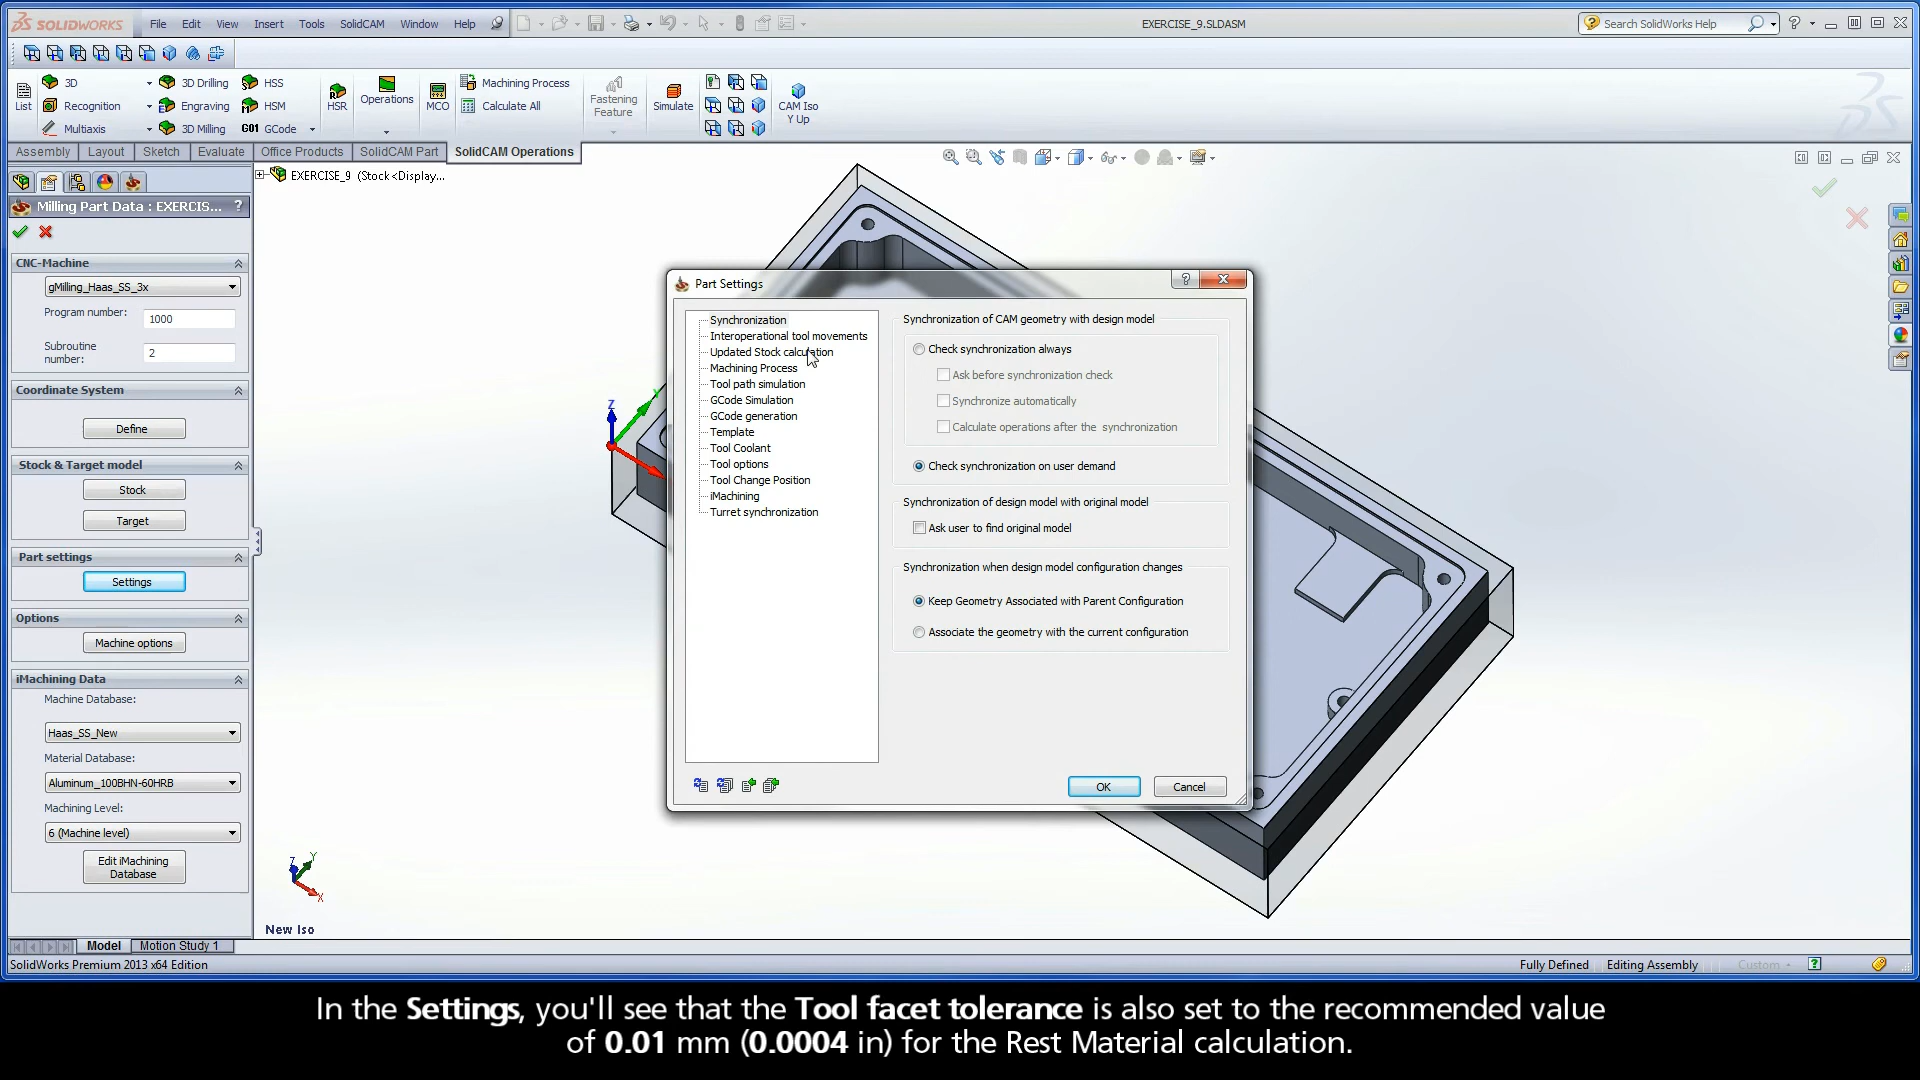 SOLIDWORKS
File Edit View Insert Tools SolidCAM Window Help
EXERCISE_9.SLDASM
Search SolidWorks Help
List
3D
Recognition
Multiaxis
3D Drilling
Engraving
3D Milling
HSS
HSM
G01 GCode
HSR
Operations
MCO
Machining Process
Calculate All
Fastening
Feature
Simulate
CAM Iso
Y Up
Assembly Layout Sketch Evaluate Office Products SolidCAM Part SolidCAM Operations
EXERCISE_9 (Stock<Display...
Milling Part Data : EXERCIS... ?
CNC-Machine
gMilling_Haas_SS_3x
Program number: 1000
Subroutine
number: 2
Coordinate System
Define
Stock & Target model
Stock
Target
Part settings
Settings
Options
Machine options
iMachining Data
Machine Database:
Haas_SS_New
Material Database:
Aluminum_100BHN-60HRB
Machining Level:
6 (Machine level)
Edit iMachining
Database
Part Settings
Synchronization
Interoperational tool movements
Updated Stock calculation
Machining Process
Tool path simulation
GCode Simulation
GCode generation
Template
Tool Coolant
Tool options
Tool Change Position
iMachining
Turret synchronization
Synchronization of CAM geometry with design model
Check synchronization always
Ask before synchronization check
Synchronize automatically
Calculate operations after the synchronization
Check synchronization on user demand
Synchronization of design model with original model
Ask user to find original model
Synchronization when design model configuration changes
Keep Geometry Associated with Parent Configuration
Associate the geometry with the current configuration
OK Cancel
Z
Z Y
X
New Iso
Model Motion Study 1
SolidWorks Premium 2013 x64 Edition
Fully Defined Editing Assembly Custom
In the Settings, you'll see that the Tool facet tolerance is also set to the recommended value
of 0.01 mm (0.0004 in) for the Rest Material calculation.